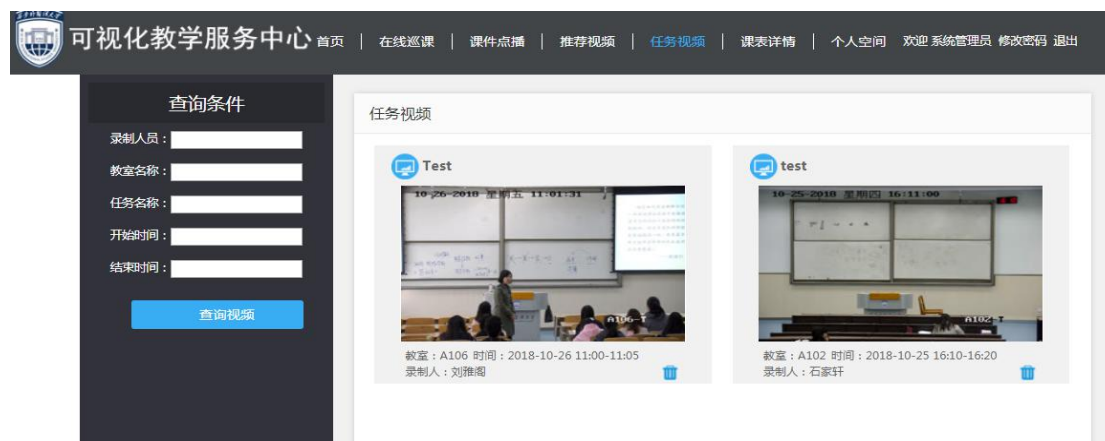 可视化教学服务中心 首页 | 在线巡课 | 课件点播 | 推荐视频 | 任务视频 | 课表详情 | 个人空间 欢迎 系统管理员 修改密码 退出
查询条件
录制人员：
教室名称：
任务名称：
开始时间：
结束时间：
查询视频
任务视频
Test
10-26-2018 星期五 11:01:31
A106-T
教室：A106 时间：2018-10-26 11:00-11:05
录制人：刘雅阁
test
10-25-2018 星期四 16:11:00
A102-T
教室：A102 时间：2018-10-25 16:10-16:20
录制人：石家轩